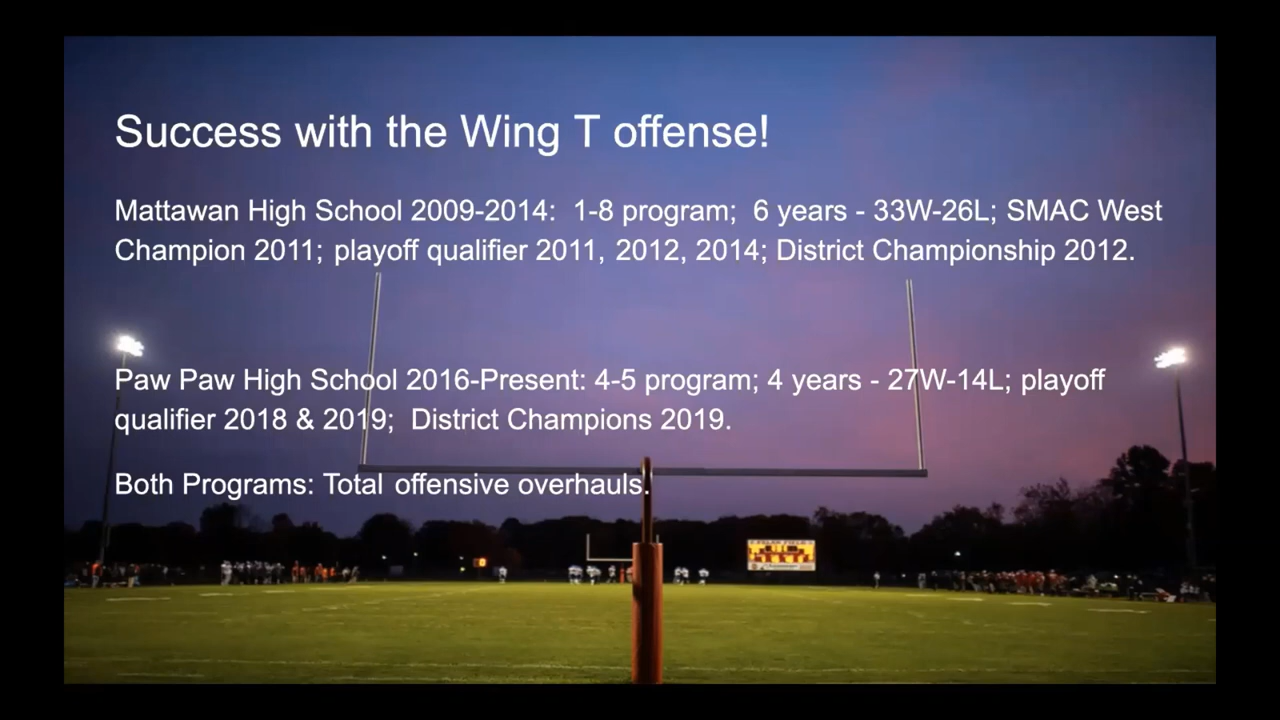 Success with the Wing T offense!
Mattawan High School 2009-2014:  1-8 program;  6 years - 33W-26L; SMAC West
Champion 2011; playoff qualifier 2011, 2012, 2014; District Championship 2012.
Paw Paw High School 2016-Present: 4-5 program; 4 years - 27W-14L; playoff
qualifier 2018 & 2019;  District Champions 2019.
Both Programs: Total offensive overhauls.